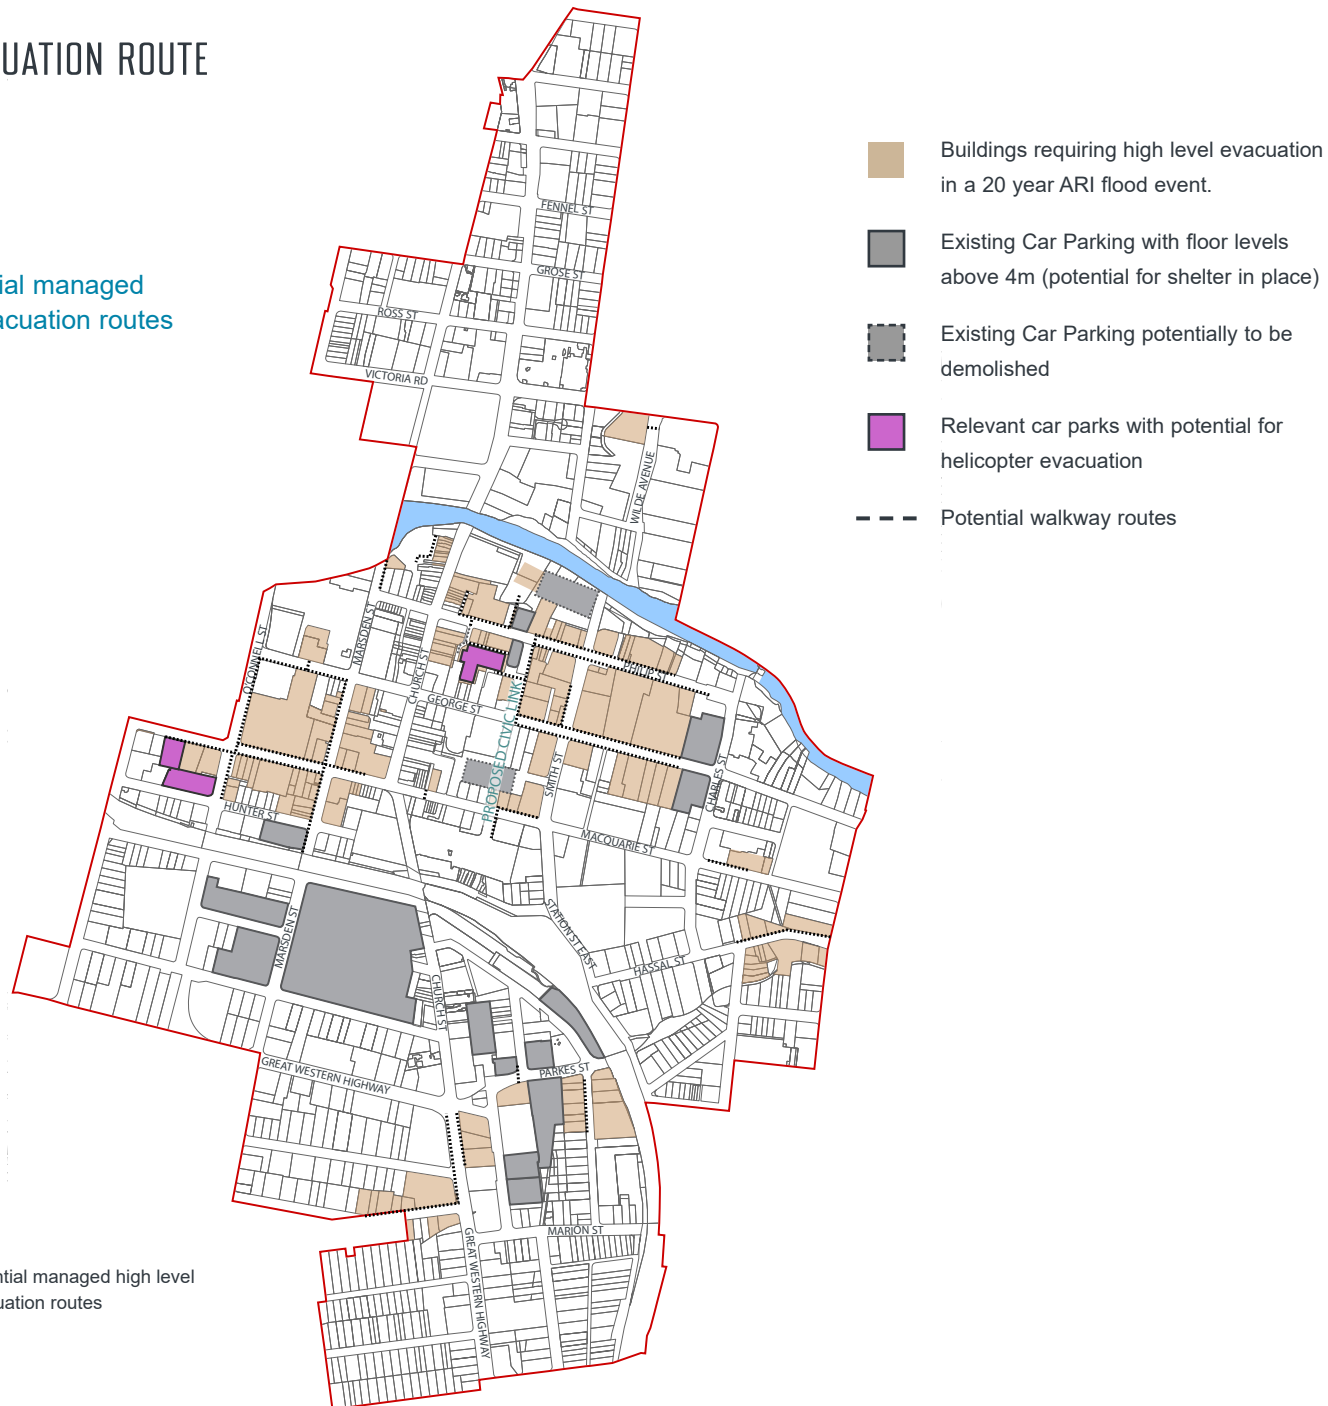 UATION ROUTE
ial managed
acuation routes
Buildings requiring high level evacuation
in a 20 year ARI flood event.
Existing Car Parking with floor levels
above 4m (potential for shelter in place)
Existing Car Parking potentially to be
demolished
Relevant car parks with potential for
helicopter evacuation
Potential walkway routes
FENNEL ST
GROSE ST
ROSS ST
VICTORIA RD
WILDE AVENUE
MARSDEN ST
O'CONNELL ST
CHURCH ST
PHILIP ST
GEORGE ST
PROPOSED CIVIC LINK
SMITH ST
CHARLES ST
HUNTER ST
MACQUARIE ST
STATION ST EAST
HASSAL ST
MARSDEN ST
CHURCH ST
GREAT WESTERN HIGHWAY
PARKES ST
MARION ST
GREAT WESTERN HIGHWAY
ntial managed high level
uation routes